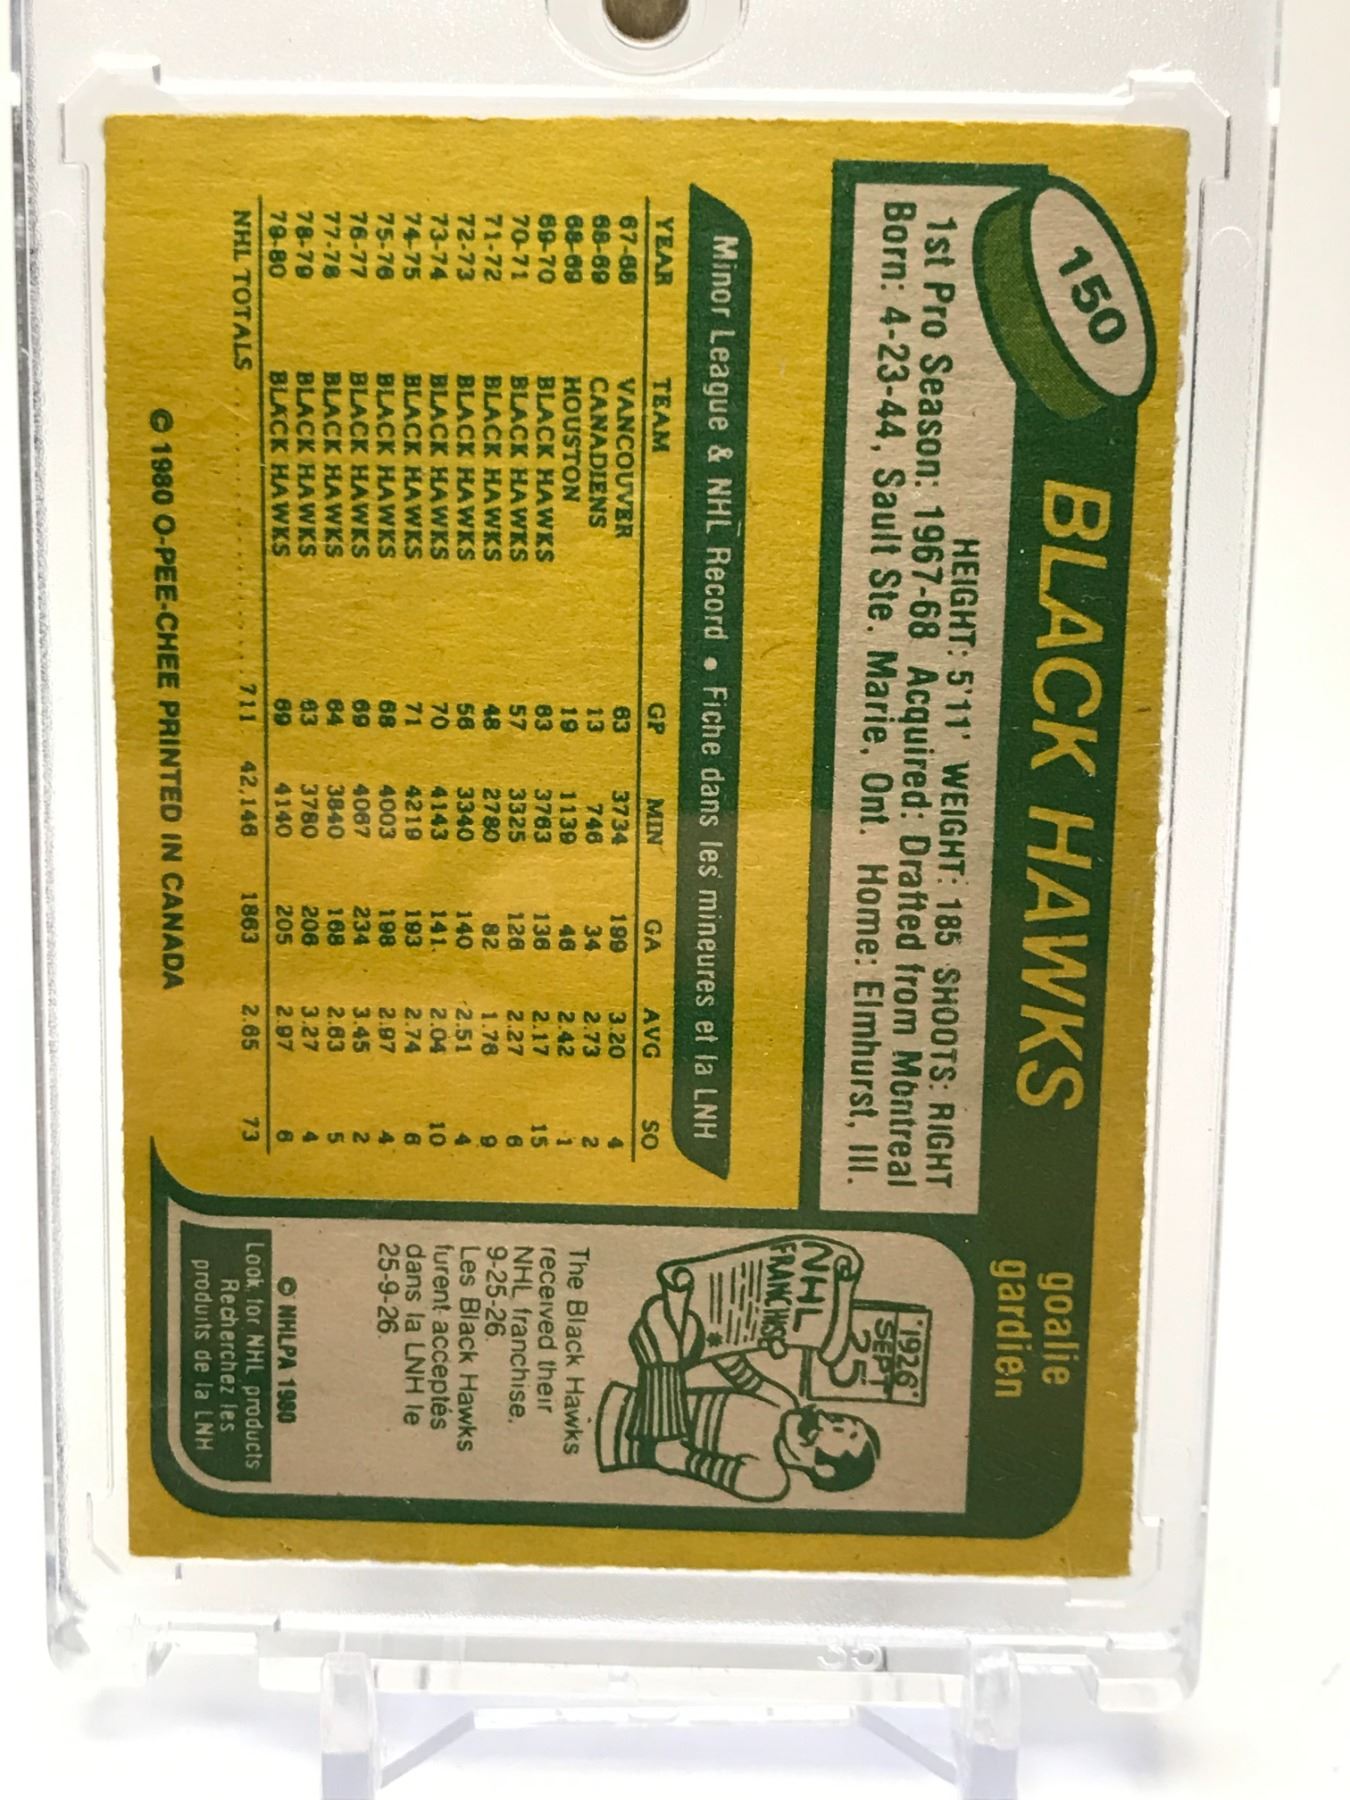 150
BLACK HAWKS
goalie
gardien
HEIGHT: 5'11' WEIGHT: 185 SHOOTS: RIGHT
1st Pro Season: 1967-68 Acquired: Drafted from Montreal
Born: 4-23-44, Sault Ste. Marie, Ont. Home: Elmhurst, Ill.
Minor League & NHL Record • Fiche dans les mineures et la LNH
YEAR TEAM GP MIN GA AVG SO
67-68 VANCOUVER 63 3734 199 3.20 4
68-69 CANADIENS 13 746 34 2.73 2
68-69 HOUSTON 19 1139 46 2.42 1
69-70 BLACK HAWKS 63 3763 136 2.17 15
70-71 BLACK HAWKS 57 3325 126 2.27 6
71-72 BLACK HAWKS 48 2780 82 1.78 9
72-73 BLACK HAWKS 56 3340 140 2.51 4
73-74 BLACK HAWKS 70 4143 141 2.04 10
74-75 BLACK HAWKS 71 4219 193 2.74 6
75-76 BLACK HAWKS 68 4003 198 2.97 4
76-77 BLACK HAWKS 69 4067 234 3.45 2
77-78 BLACK HAWKS 64 3840 168 2.63 5
78-79 BLACK HAWKS 63 3780 206 3.27 4
79-80 BLACK HAWKS 69 4140 205 2.97 6
NHL TOTALS 711 42,146 1863 2.65 73
© 1980 O-PEE-CHEE PRINTED IN CANADA
1926
SEPT
25
NHL
FRANCHISE
The Black Hawks
received their
NHL franchise,
9-25-26.
Les Black Hawks
furent acceptés
dans la LNH le
25-9-26.
© NHLPA 1980
Look for NHL products
Recherchez les
produits de la LNH
35